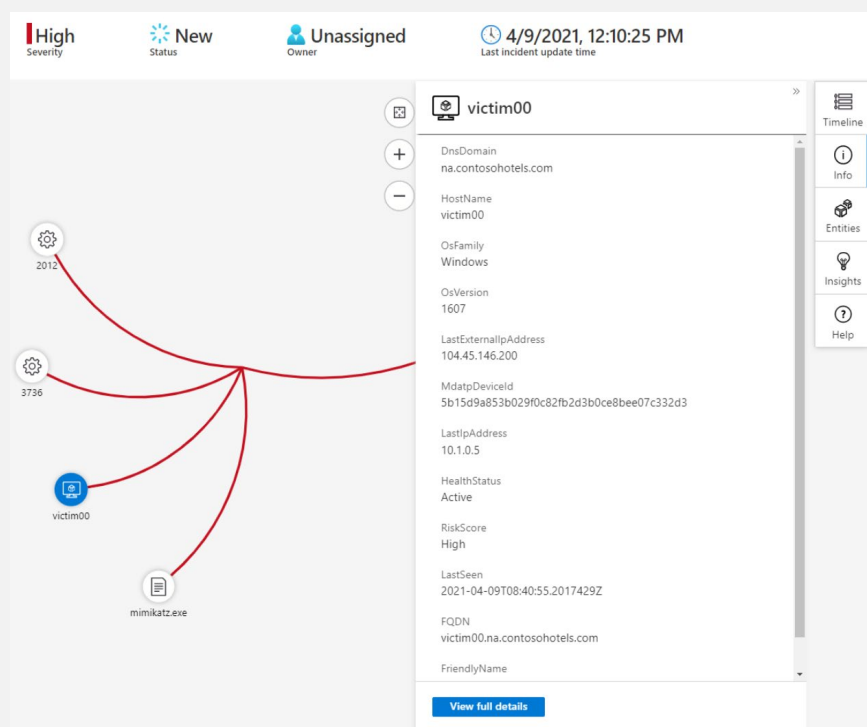 High
Severity
New
Status
Unassigned
Owner
4/9/2021, 12:10:25 PM
Last incident update time
2012
3736
victim00
mimikatz.exe
»
victim00
DnsDomain
na.contosohotels.com
HostName
victim00
OsFamily
Windows
OsVersion
1607
LastExternalIpAddress
104.45.146.200
MdatpDeviceId
5b15d9a853b029f0c82fb2d3b0ce8bee07c332d3
LastIpAddress
10.1.0.5
HealthStatus
Active
RiskScore
High
LastSeen
2021-04-09T08:40:55.2017429Z
FQDN
victim00.na.contosohotels.com
FriendlyName
View full details
Timeline
Info
Entities
Insights
Help